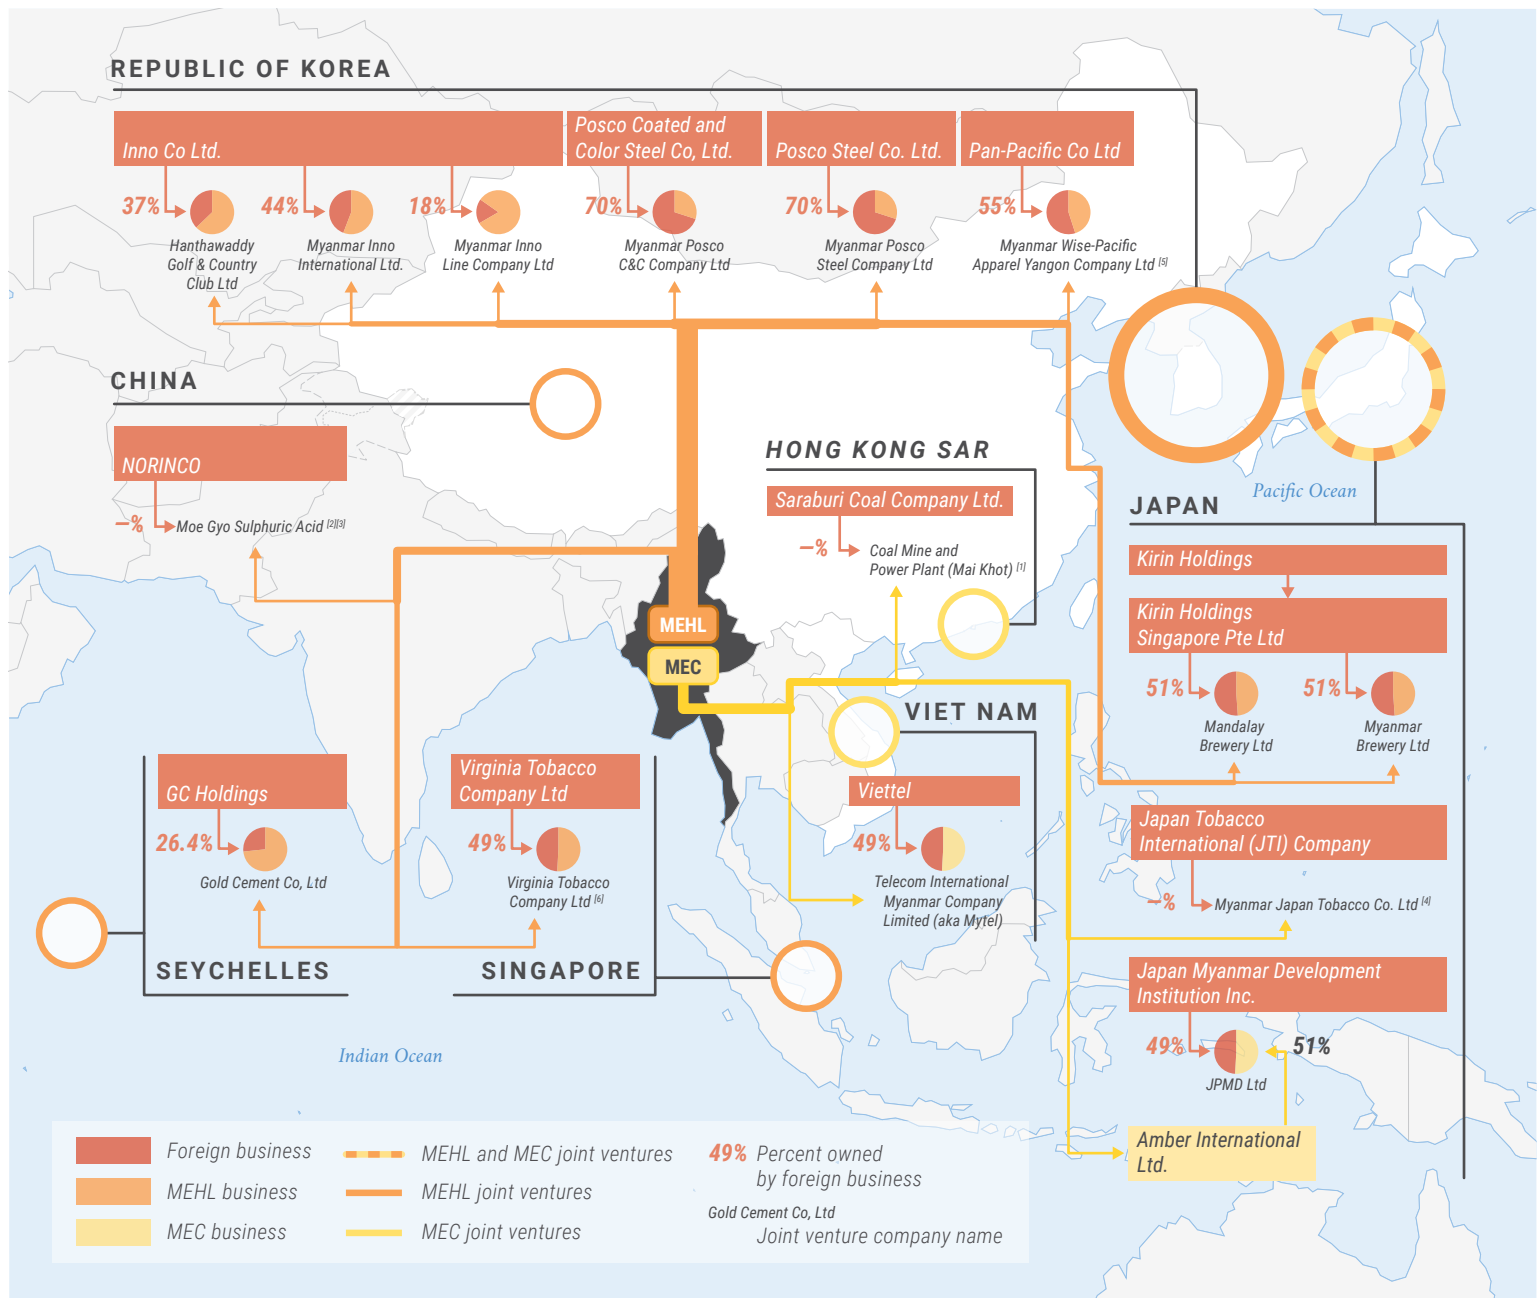 REPUBLIC OF KOREA
Inno Co Ltd.
Posco Coated and
Color Steel Co, Ltd.
Posco Steel Co. Ltd.
Pan-Pacific Co Ltd
37%
44%
18%
70%
70%
55%
Hanthawaddy
Golf & Country
Club Ltd
Myanmar Inno
International Ltd.
Myanmar Inno
Line Company Ltd
Myanmar Posco
C&C Company Ltd
Myanmar Posco
Steel Company Ltd
Myanmar Wise-Pacific
Apparel Yangon Company Ltd [5]
CHINA
NORINCO
–%
Moe Gyo Sulphuric Acid [2][3]
HONG KONG SAR
Saraburi Coal Company Ltd.
–%
Coal Mine and
Power Plant (Mai Khot) [1]
Pacific Ocean
JAPAN
Kirin Holdings
Kirin Holdings
Singapore Pte Ltd
51%
51%
Mandalay
Brewery Ltd
Myanmar
Brewery Ltd
Japan Tobacco
International (JTI) Company
–%
Myanmar Japan Tobacco Co. Ltd [4]
Japan Myanmar Development
Institution Inc.
49%
51%
JPMD Ltd
Amber International
Ltd.
MEHL
MEC
VIET NAM
Viettel
49%
Telecom International
Myanmar Company
Limited (aka Mytel)
GC Holdings
26.4%
Gold Cement Co, Ltd
SEYCHELLES
Virginia Tobacco
Company Ltd
49%
Virginia Tobacco
Company Ltd [6]
SINGAPORE
Indian Ocean
Foreign business
MEHL business
MEC business
MEHL and MEC joint ventures
MEHL joint ventures
MEC joint ventures
49% Percent owned
by foreign business
Gold Cement Co, Ltd
Joint venture company name